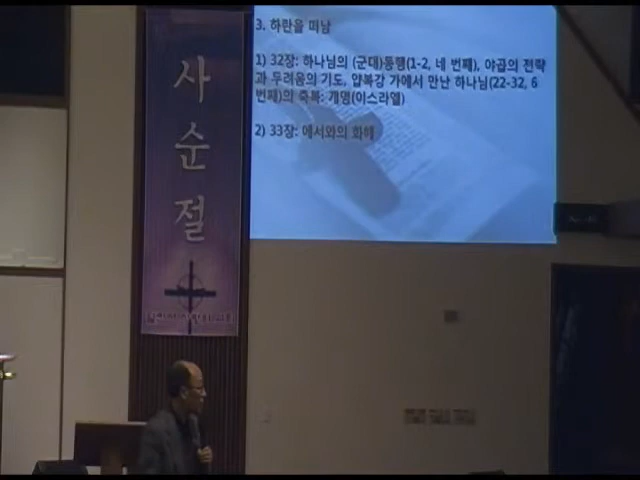 3. 하란을 떠남
1) 32장: 하나님의 (군대)동행(1-2, 네 번째), 야곱의 전략
과 두려움의 기도, 얍복강 가에서 만난 하나님(22-32, 6
번째)의 축복: 개명(이스라엘)
2) 33장: 에서와의 화해
사순절